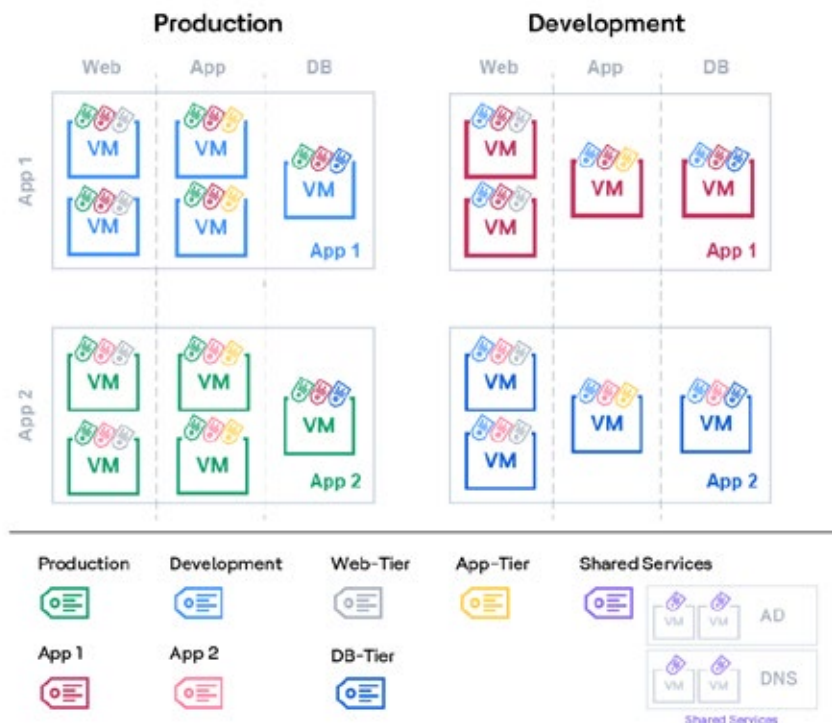 Production Development
Web App DB Web App DB
App 1
VM VM VM VM VM
VM VM VM
VM VM
App 1 App 1
App 2
VM VM VM VM VM
VM VM VM
VM VM
App 2 App 2
Production Development Web-Tier App-Tier Shared Services
VM VM AD
App 1 App 2 DB-Tier
VM VM DNS
Shared Services